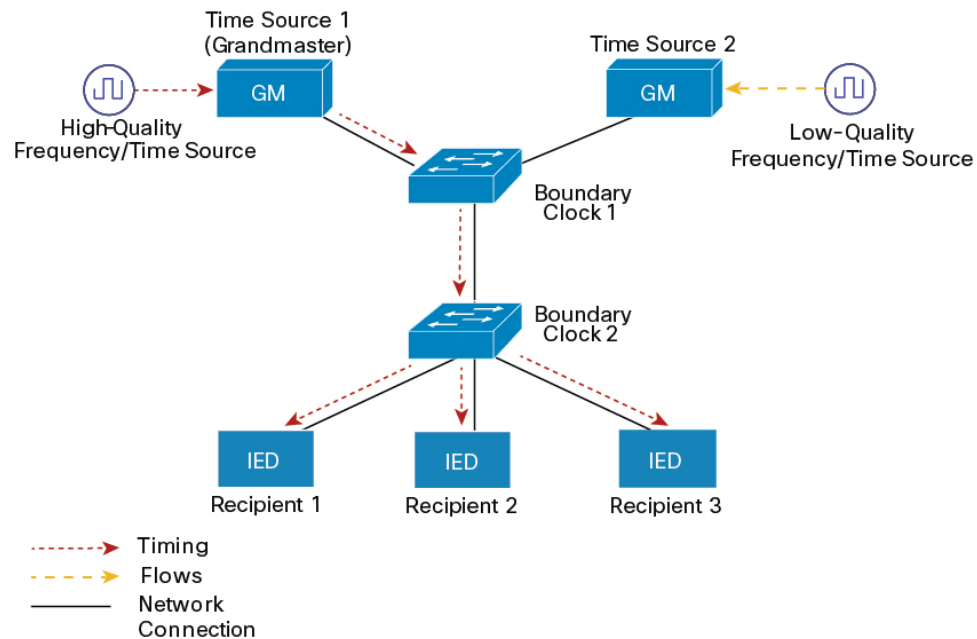 Time Source 1
(Grandmaster)
Time Source 2
GM
GM
High-Quality
Frequency/Time Source
Low-Quality
Frequency/Time Source
Boundary
Clock 1
Boundary
Clock 2
IED
IED
IED
Recipient 1
Recipient 2
Recipient 3
Timing
Flows
Network
Connection